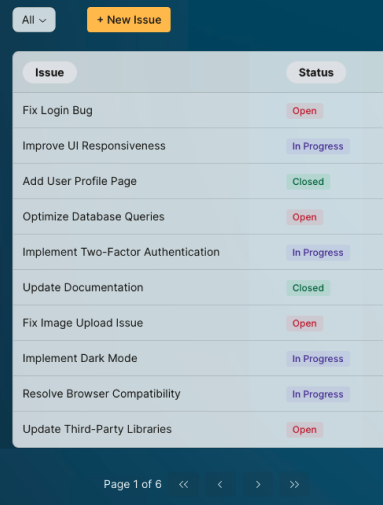 All
+ New Issue
Issue Status
Fix Login Bug Open
Improve UI Responsiveness In Progress
Add User Profile Page Closed
Optimize Database Queries Open
Implement Two-Factor Authentication In Progress
Update Documentation Closed
Fix Image Upload Issue Open
Implement Dark Mode In Progress
Resolve Browser Compatibility In Progress
Update Third-Party Libraries Open
Page 1 of 6